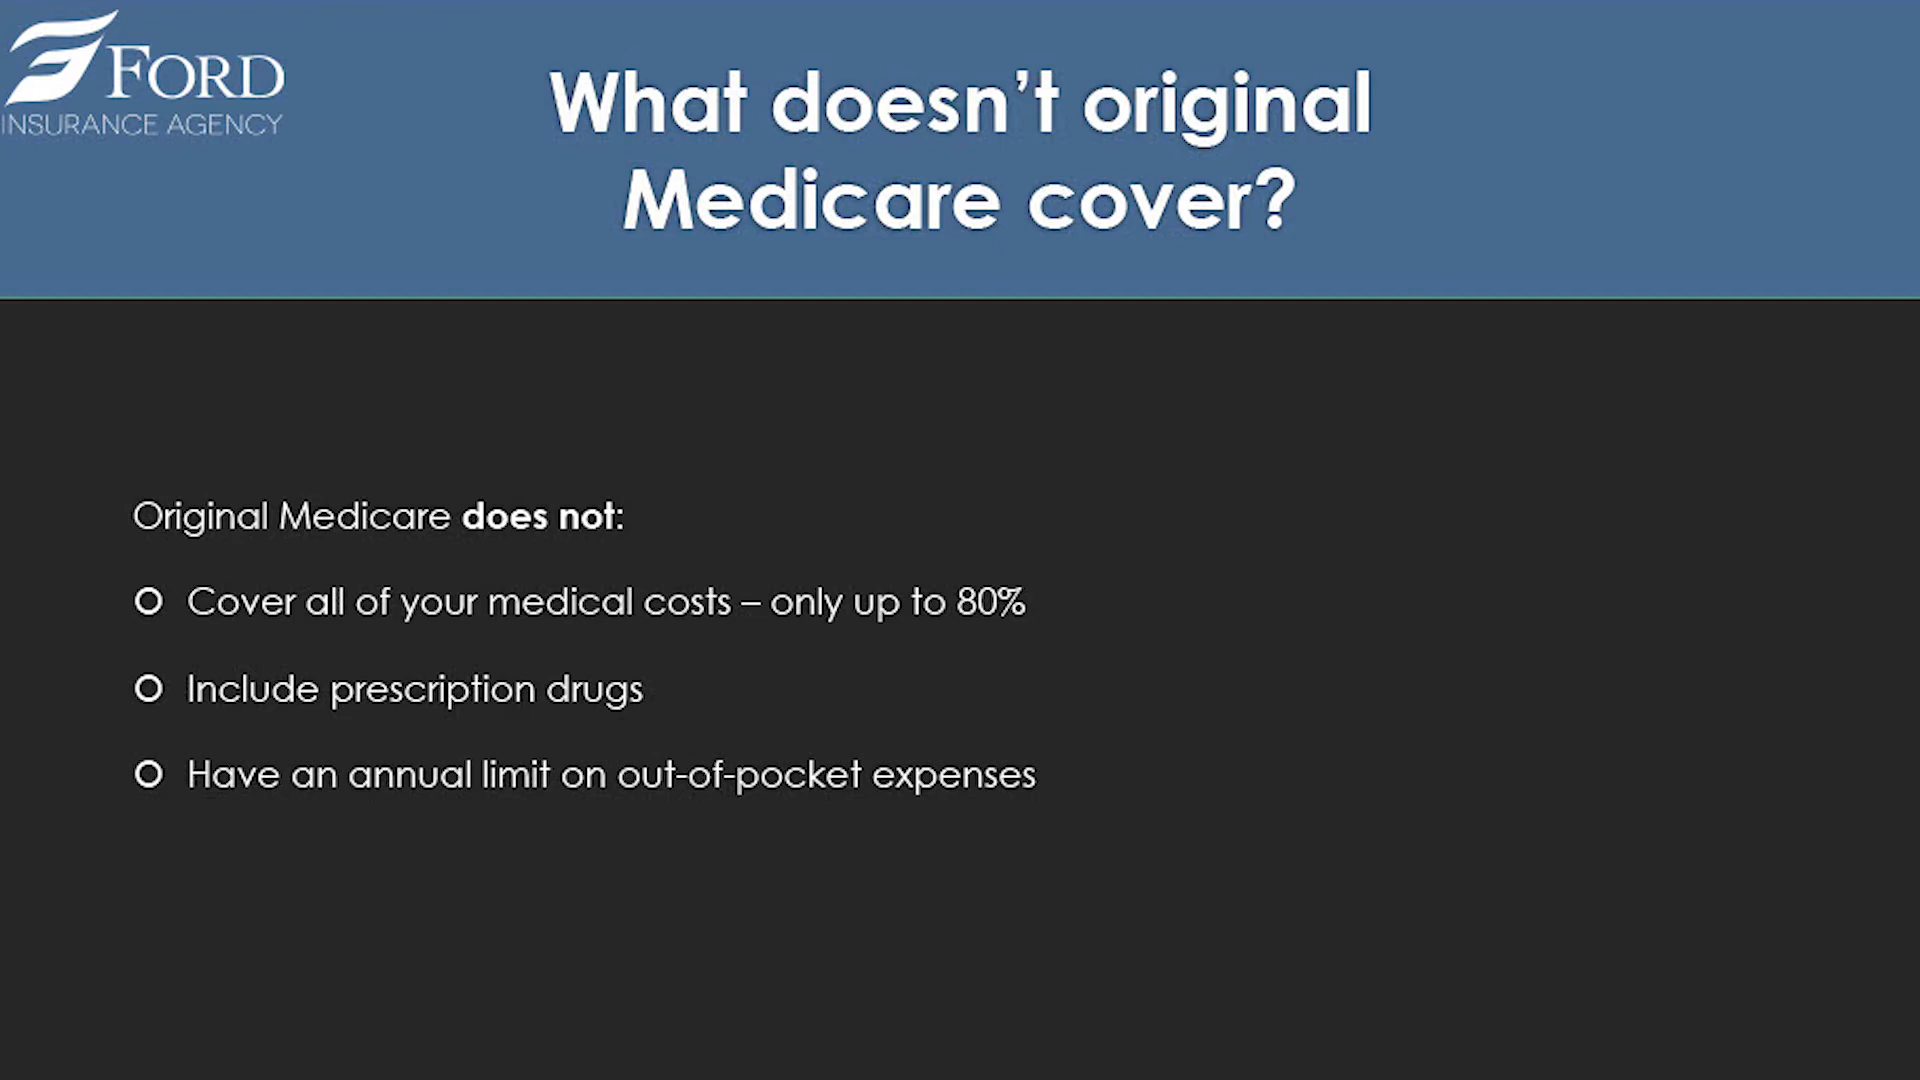 FORD
INSURANCE AGENCY
What doesn’t original
Medicare cover?
Original Medicare does not:
Cover all of your medical costs – only up to 80%
Include prescription drugs
Have an annual limit on out-of-pocket expenses